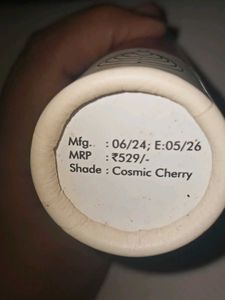 Mfg. : 06/24; E:05/26
MRP : ₹529/-
Shade : Cosmic Cherry